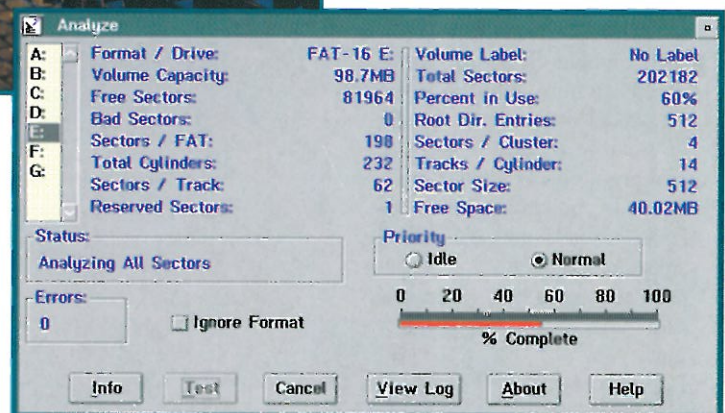 Analyze
A:
B:
C:
D:
E:
F:
G:
Format / Drive: FAT-16 E:
Volume Capacity: 98.7MB
Free Sectors: 81964
Bad Sectors: 0
Sectors / FAT: 198
Total Cylinders: 232
Sectors / Track: 62
Reserved Sectors: 1
Volume Label: No Label
Total Sectors: 202182
Percent in Use: 60%
Root Dir. Entries: 512
Sectors / Cluster: 4
Tracks / Cylinder: 14
Sector Size: 512
Free Space: 40.02MB
Status:
Analyzing All Sectors
Priority
Idle Normal
Errors:
0
Ignore Format
0 20 40 60 80 100
% Complete
Info Test Cancel View Log About Help